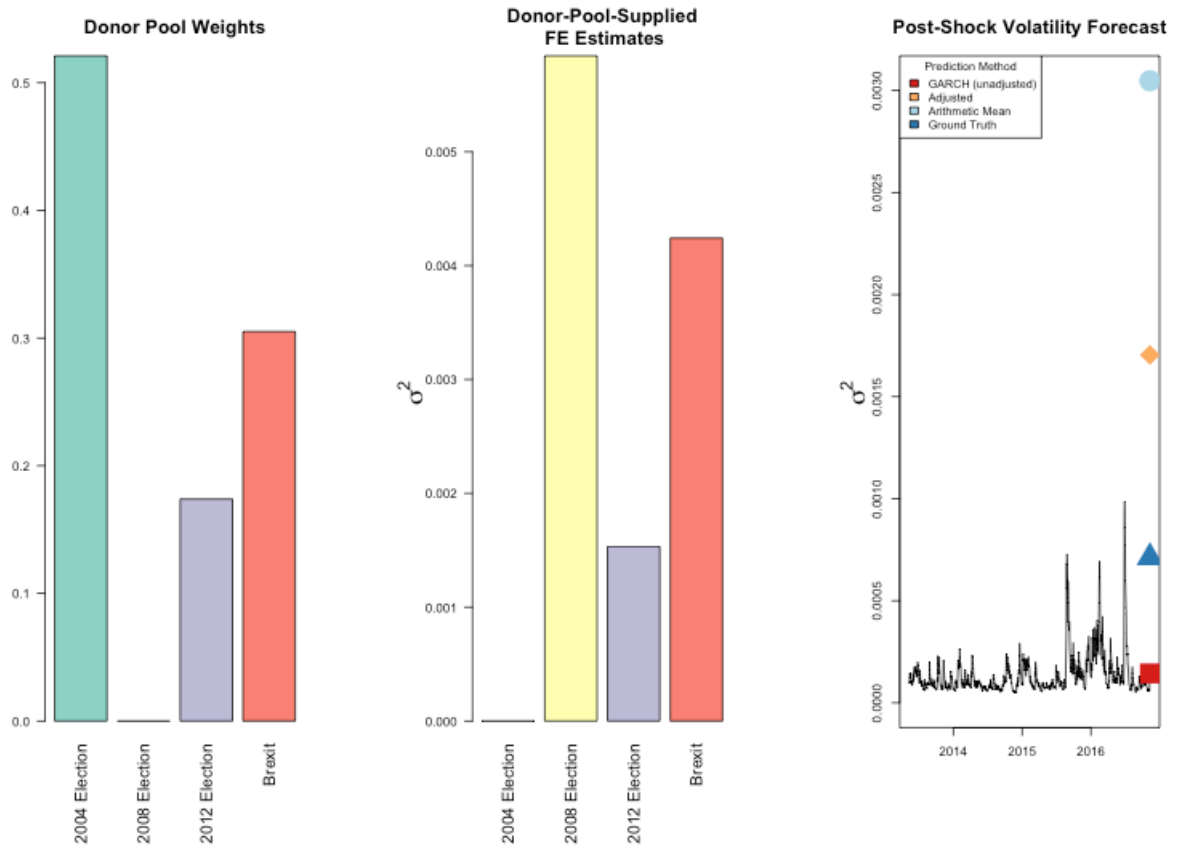 Donor Pool Weights
0.5
0.4
0.3
0.2
0.1
0.0
2004 Election
2008 Election
2012 Election
Brexit
Donor-Pool-Supplied
FE Estimates
σ2
0.005
0.004
0.003
0.002
0.001
0.000
2004 Election
2008 Election
2012 Election
Brexit
Post-Shock Volatility Forecast
Prediction Method
GARCH (unadjusted)
Adjusted
Arithmetic Mean
Ground Truth
σ2
0.0030
0.0025
0.0020
0.0015
0.0010
0.0005
0.0000
2014
2015
2016